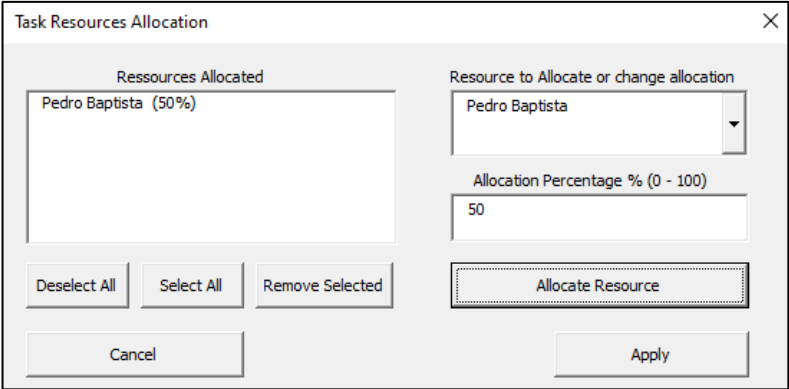 Task Resources Allocation
Ressources Allocated
Pedro Baptista (50%)
Resource to Allocate or change allocation
Pedro Baptista
Allocation Percentage % (0 - 100)
50
Deselect All
Select All
Remove Selected
Allocate Resource
Cancel
Apply